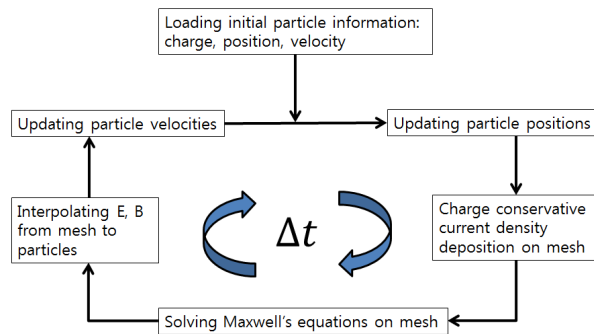 Loading initial particle information:
charge, position, velocity
Updating particle velocities
Updating particle positions
Interpolating E, B
from mesh to
particles
Δt
Charge conservative
current density
deposition on mesh
Solving Maxwell's equations on mesh